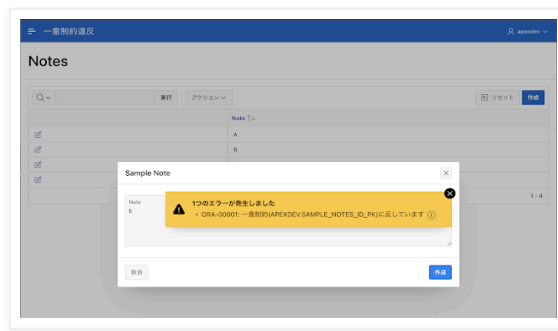 一意制約違反
apexdev
Notes
実行
アクション
リセット
作成
Note
A
B
1 - 4
Sample Note
Note
E
1つのエラーが発生しました
• ORA-00001: 一意制約(APEXDEV.SAMPLE_NOTES_ID_PK)に反しています
取消
作成